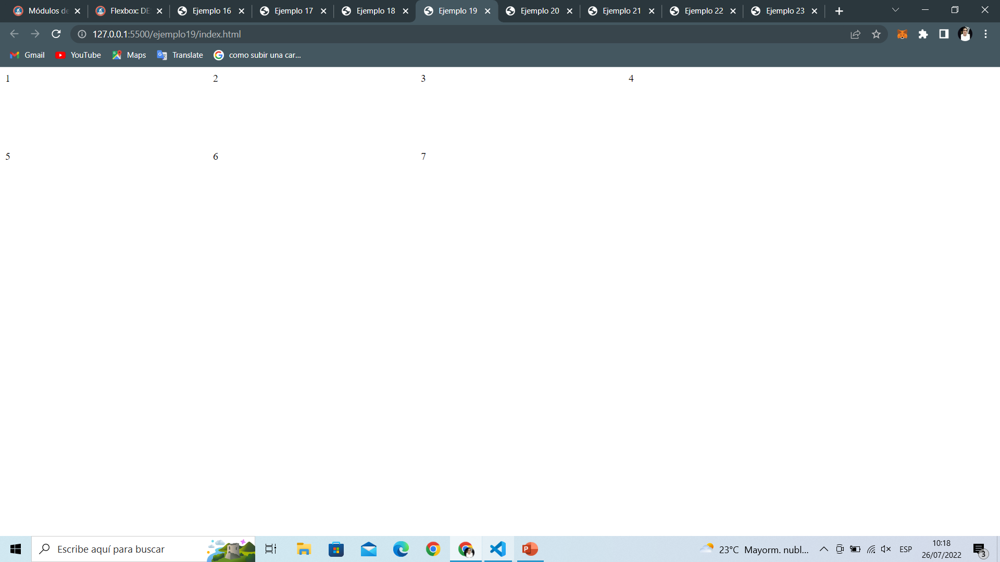 Módulos de
Flexbox: DE
Ejemplo 16
Ejemplo 17
Ejemplo 18
Ejemplo 19
Ejemplo 20
Ejemplo 21
Ejemplo 22
Ejemplo 23
127.0.0.1:5500/ejemplo19/index.html
Gmail
YouTube
Maps
Translate
como subir una car...
1 2 3 4
5 6 7
Escribe aquí para buscar
23°C Mayorm. nubl...
ESP
10:18
26/07/2022
3